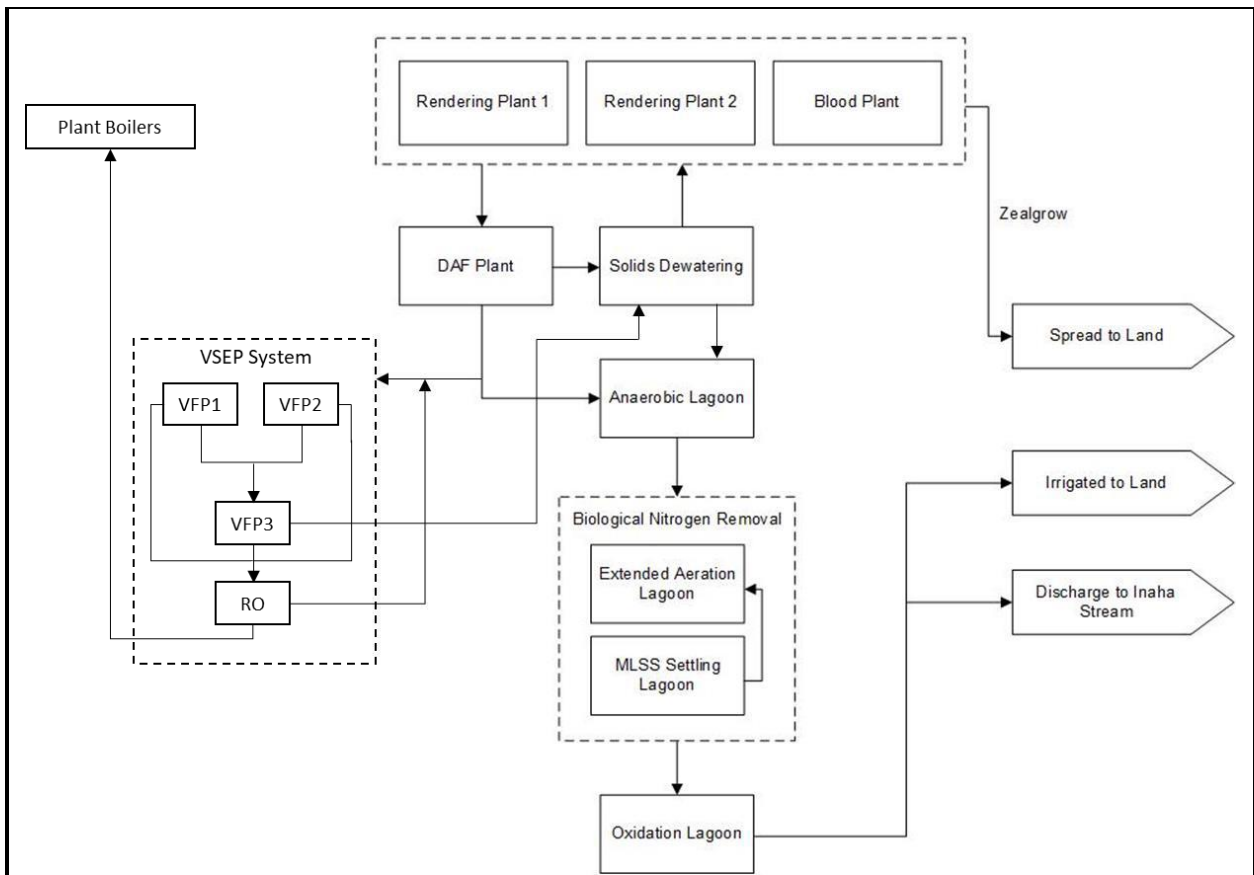 Rendering Plant 1
Rendering Plant 2
Blood Plant
Plant Boilers
Zealgrow
DAF Plant
Solids Dewatering
Spread to Land
VSEP System
VFP1
VFP2
Anaerobic Lagoon
Irrigated to Land
VFP3
Biological Nitrogen Removal
Extended Aeration
Lagoon
RO
Discharge to Inaha
Stream
MLSS Settling
Lagoon
Oxidation Lagoon